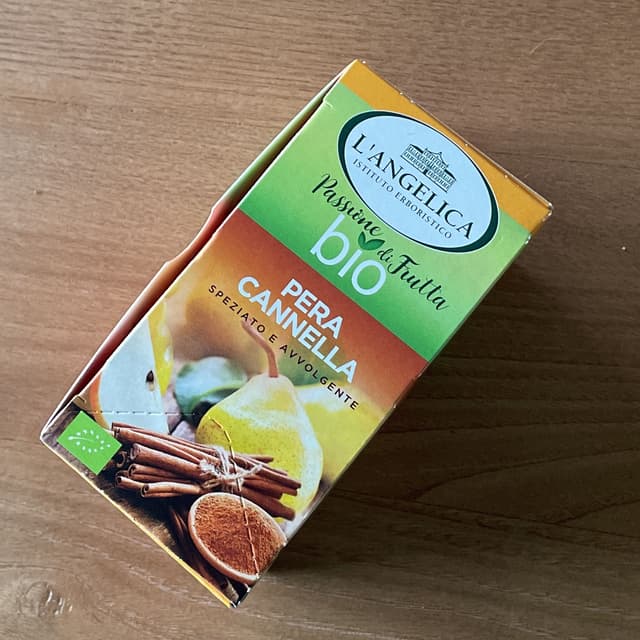 L'ANGELICA
ISTITUTO ERBORISTICO
Passione
di Frutta
bio
PERA
CANNELLA
SPEZIATO E AVVOLGENTE